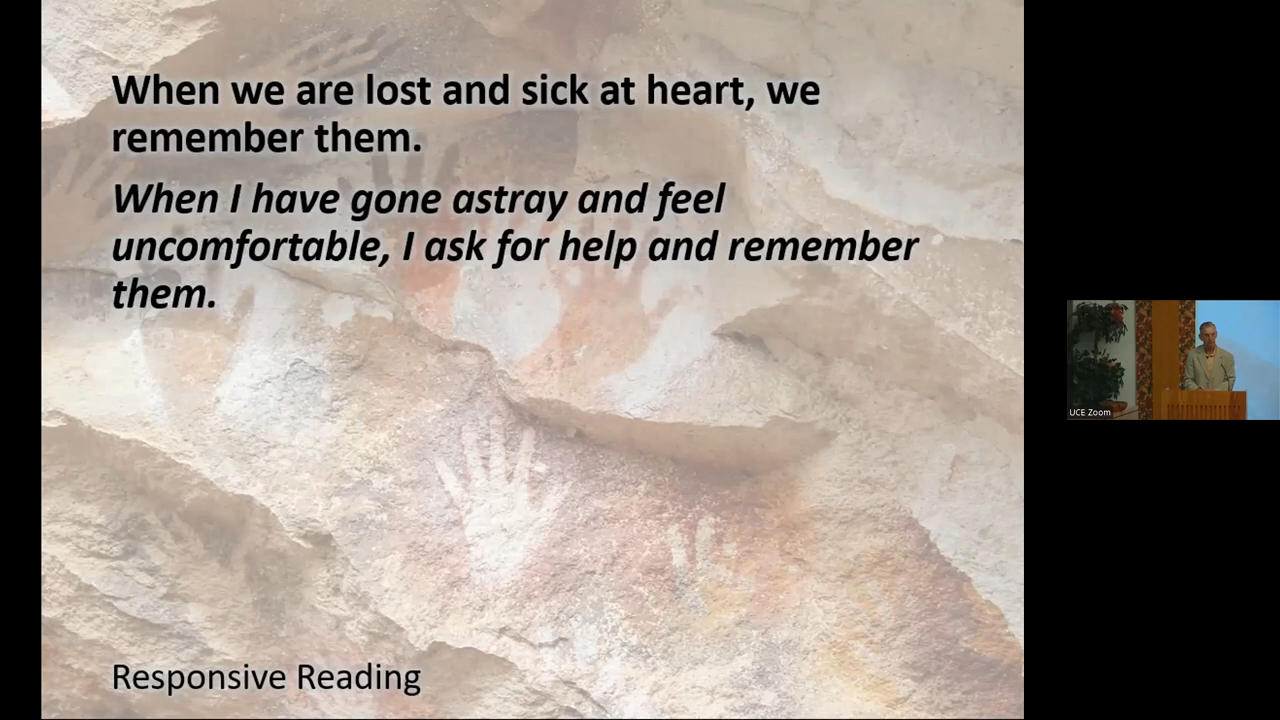 When we are lost and sick at heart, we
remember them.
When I have gone astray and feel
uncomfortable, I ask for help and remember
them.
Responsive Reading
UCE Zoom